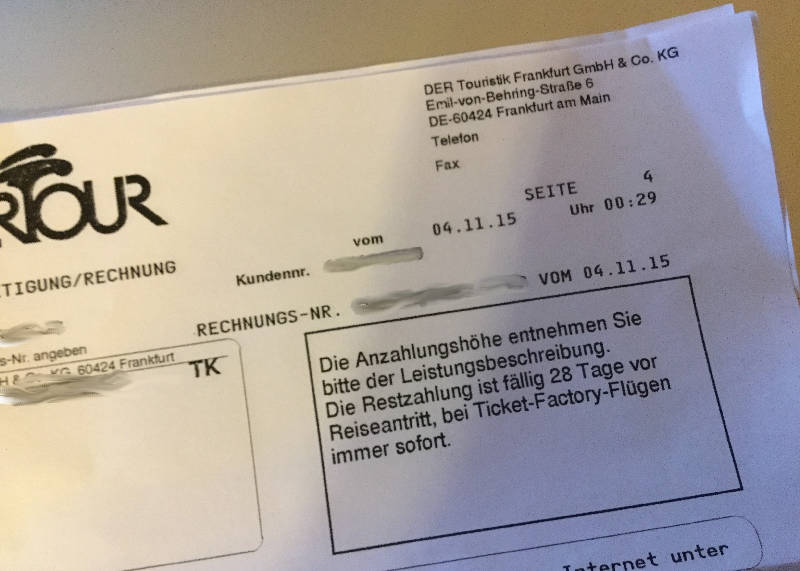 DER Touristik Frankfurt GmbH & Co. KG
Emil-von-Behring-Straße 6
DE-60424 Frankfurt am Main
Telefon
Fax
RTOUR
SEITE 4
vom 04.11.15 Uhr 00:29
TIGUNG/RECHNUNG
Kundennr.
RECHNUNGS-NR. VOM 04.11.15
s-Nr. angeben
H & Co. KG, 60424 Frankfurt
TK
Die Anzahlungshöhe entnehmen Sie
bitte der Leistungsbeschreibung.
Die Restzahlung ist fällig 28 Tage vor
Reiseantritt, bei Ticket-Factory-Flügen
immer sofort.
Internet unter